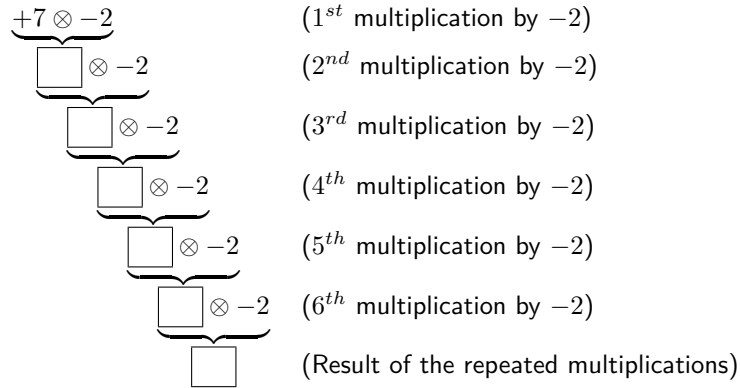 +7 ⊗ −2 (1st multiplication by −2)
⊗ −2 (2nd multiplication by −2)
⊗ −2 (3rd multiplication by −2)
⊗ −2 (4th multiplication by −2)
⊗ −2 (5th multiplication by −2)
⊗ −2 (6th multiplication by −2)
(Result of the repeated multiplications)